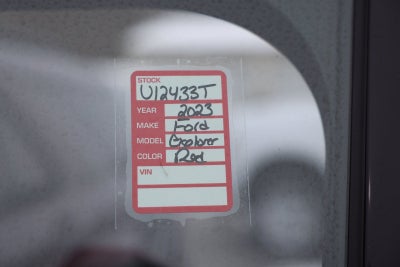 STOCK
U12433T
YEAR 2023
MAKE Ford
MODEL Explorer
COLOR Red
VIN